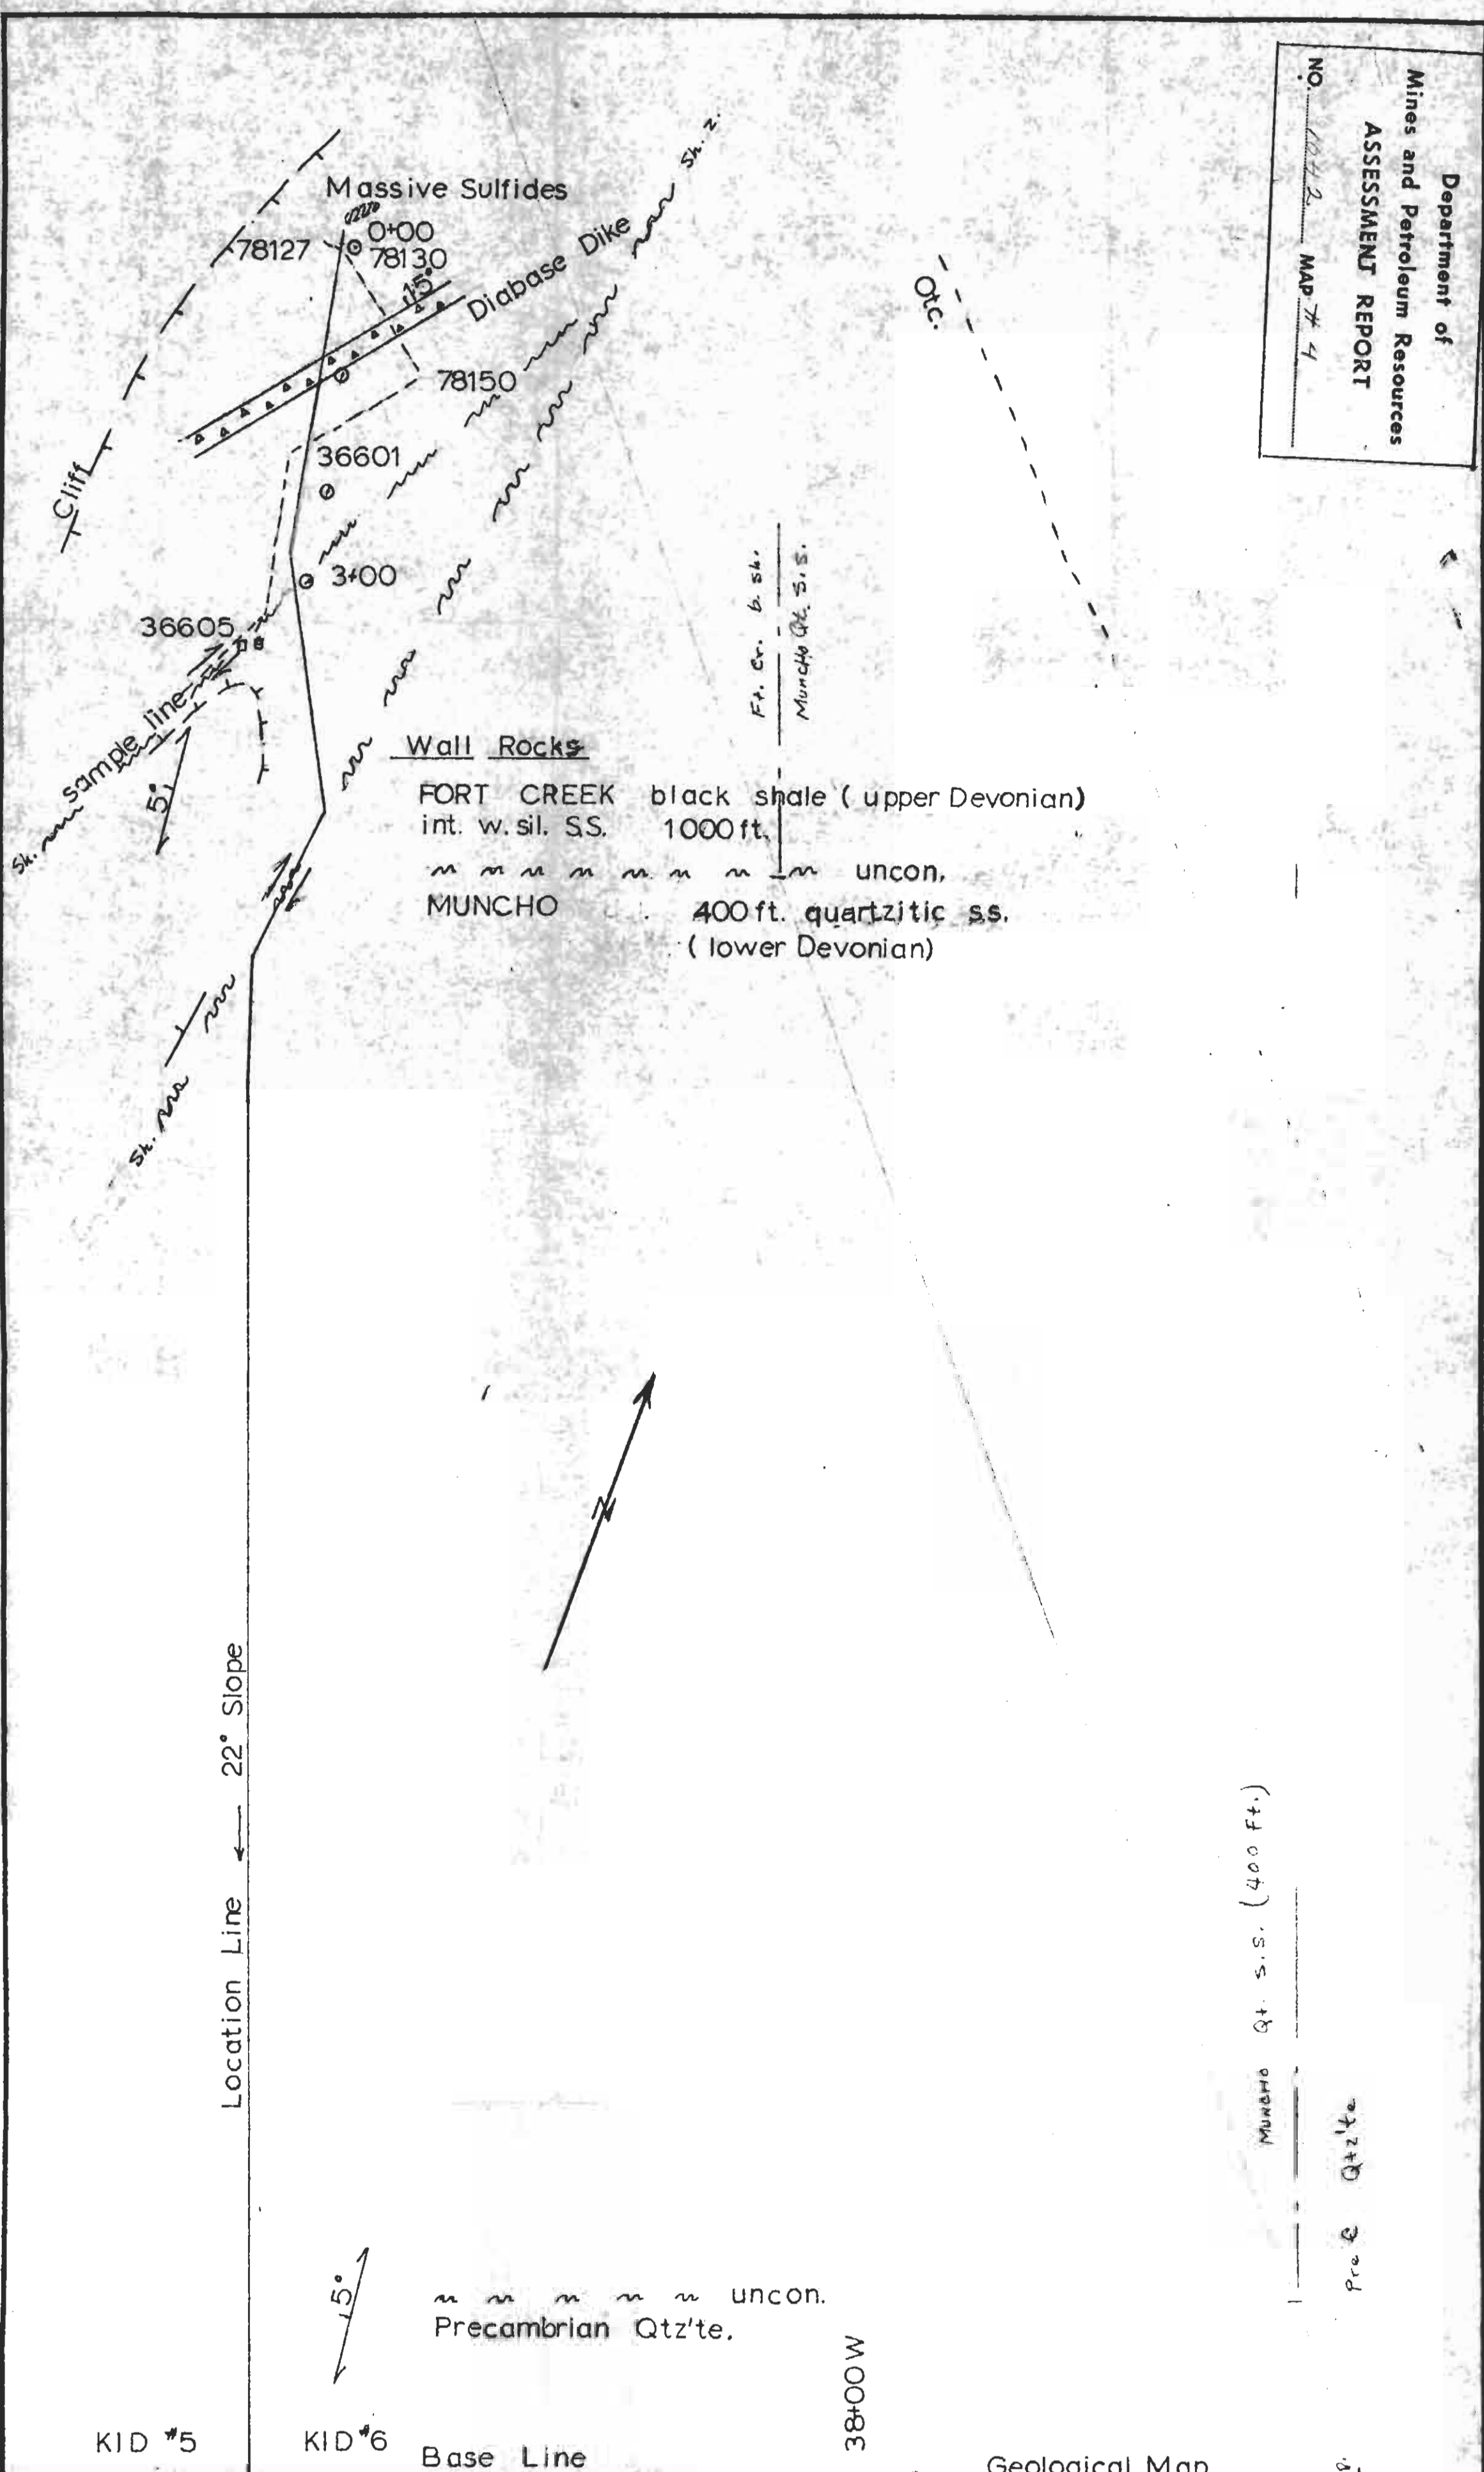 Department of
Mines and Petroleum Resources
ASSESSMENT REPORT
NO. 1042 MAP #4
Massive Sulfides
0+00
78127
78130
15°
Diabase Dike
Sh. Z.
Otc.
78150
Cliff
36601
3+00
36605
sample line
5°
Sh.
Ft. Cr. b. sh.
Muncho Qt. S.S.
Wall Rocks
FORT CREEK black shale (upper Devonian)
int. w. sil. S.S. 1000 ft.
uncon.
MUNCHO 400 ft. quartzitic ss.
(lower Devonian)
Sh.
N
Location Line ← 22° Slope
MUNCHO Qt. S.S. (400 Ft.)
Pre Є Qtz'te
5°
uncon.
Precambrian Qtz'te.
38+00W
KID #5
KID #6
Base Line
Geological Map